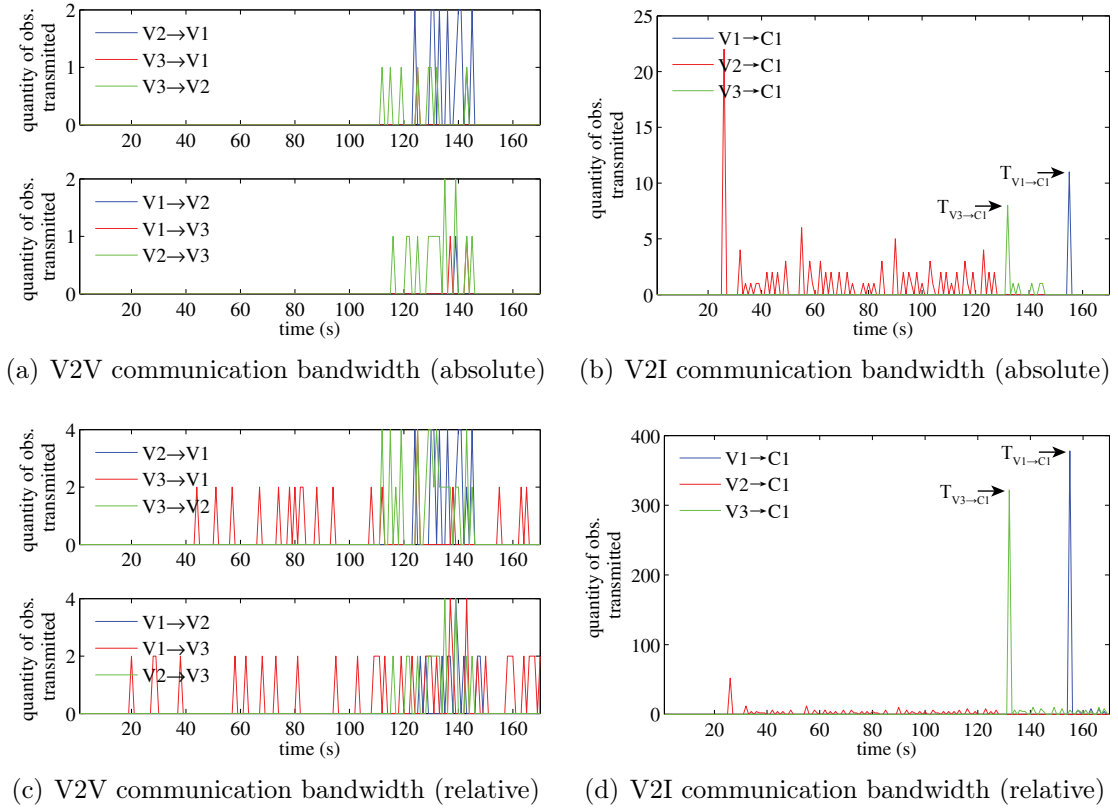 quantity of obs.
transmitted
2
1
0
V2→V1
V3→V1
V3→V2
20 40 60 80 100 120 140 160
2
1
0
quantity of obs.
transmitted
V1→V2
V1→V3
V2→V3
20 40 60 80 100 120 140 160
time (s)
(a) V2V communication bandwidth (absolute)
quantity of obs.
transmitted
25
20
15
10
5
0
V1→C1
V2→C1
V3→C1
T V1→C1
T V3→C1
20 40 60 80 100 120 140 160
time (s)
(b) V2I communication bandwidth (absolute)
quantity of obs.
transmitted
4
2
0
V2→V1
V3→V1
V3→V2
20 40 60 80 100 120 140 160
quantity of obs.
transmitted
4
2
0
V1→V2
V1→V3
V2→V3
20 40 60 80 100 120 140 160
time (s)
(c) V2V communication bandwidth (relative)
quantity of obs.
transmitted
400
300
200
100
0
V1→C1
V2→C1
V3→C1
T V1→C1
T V3→C1
20 40 60 80 100 120 140 160
time (s)
(d) V2I communication bandwidth (relative)